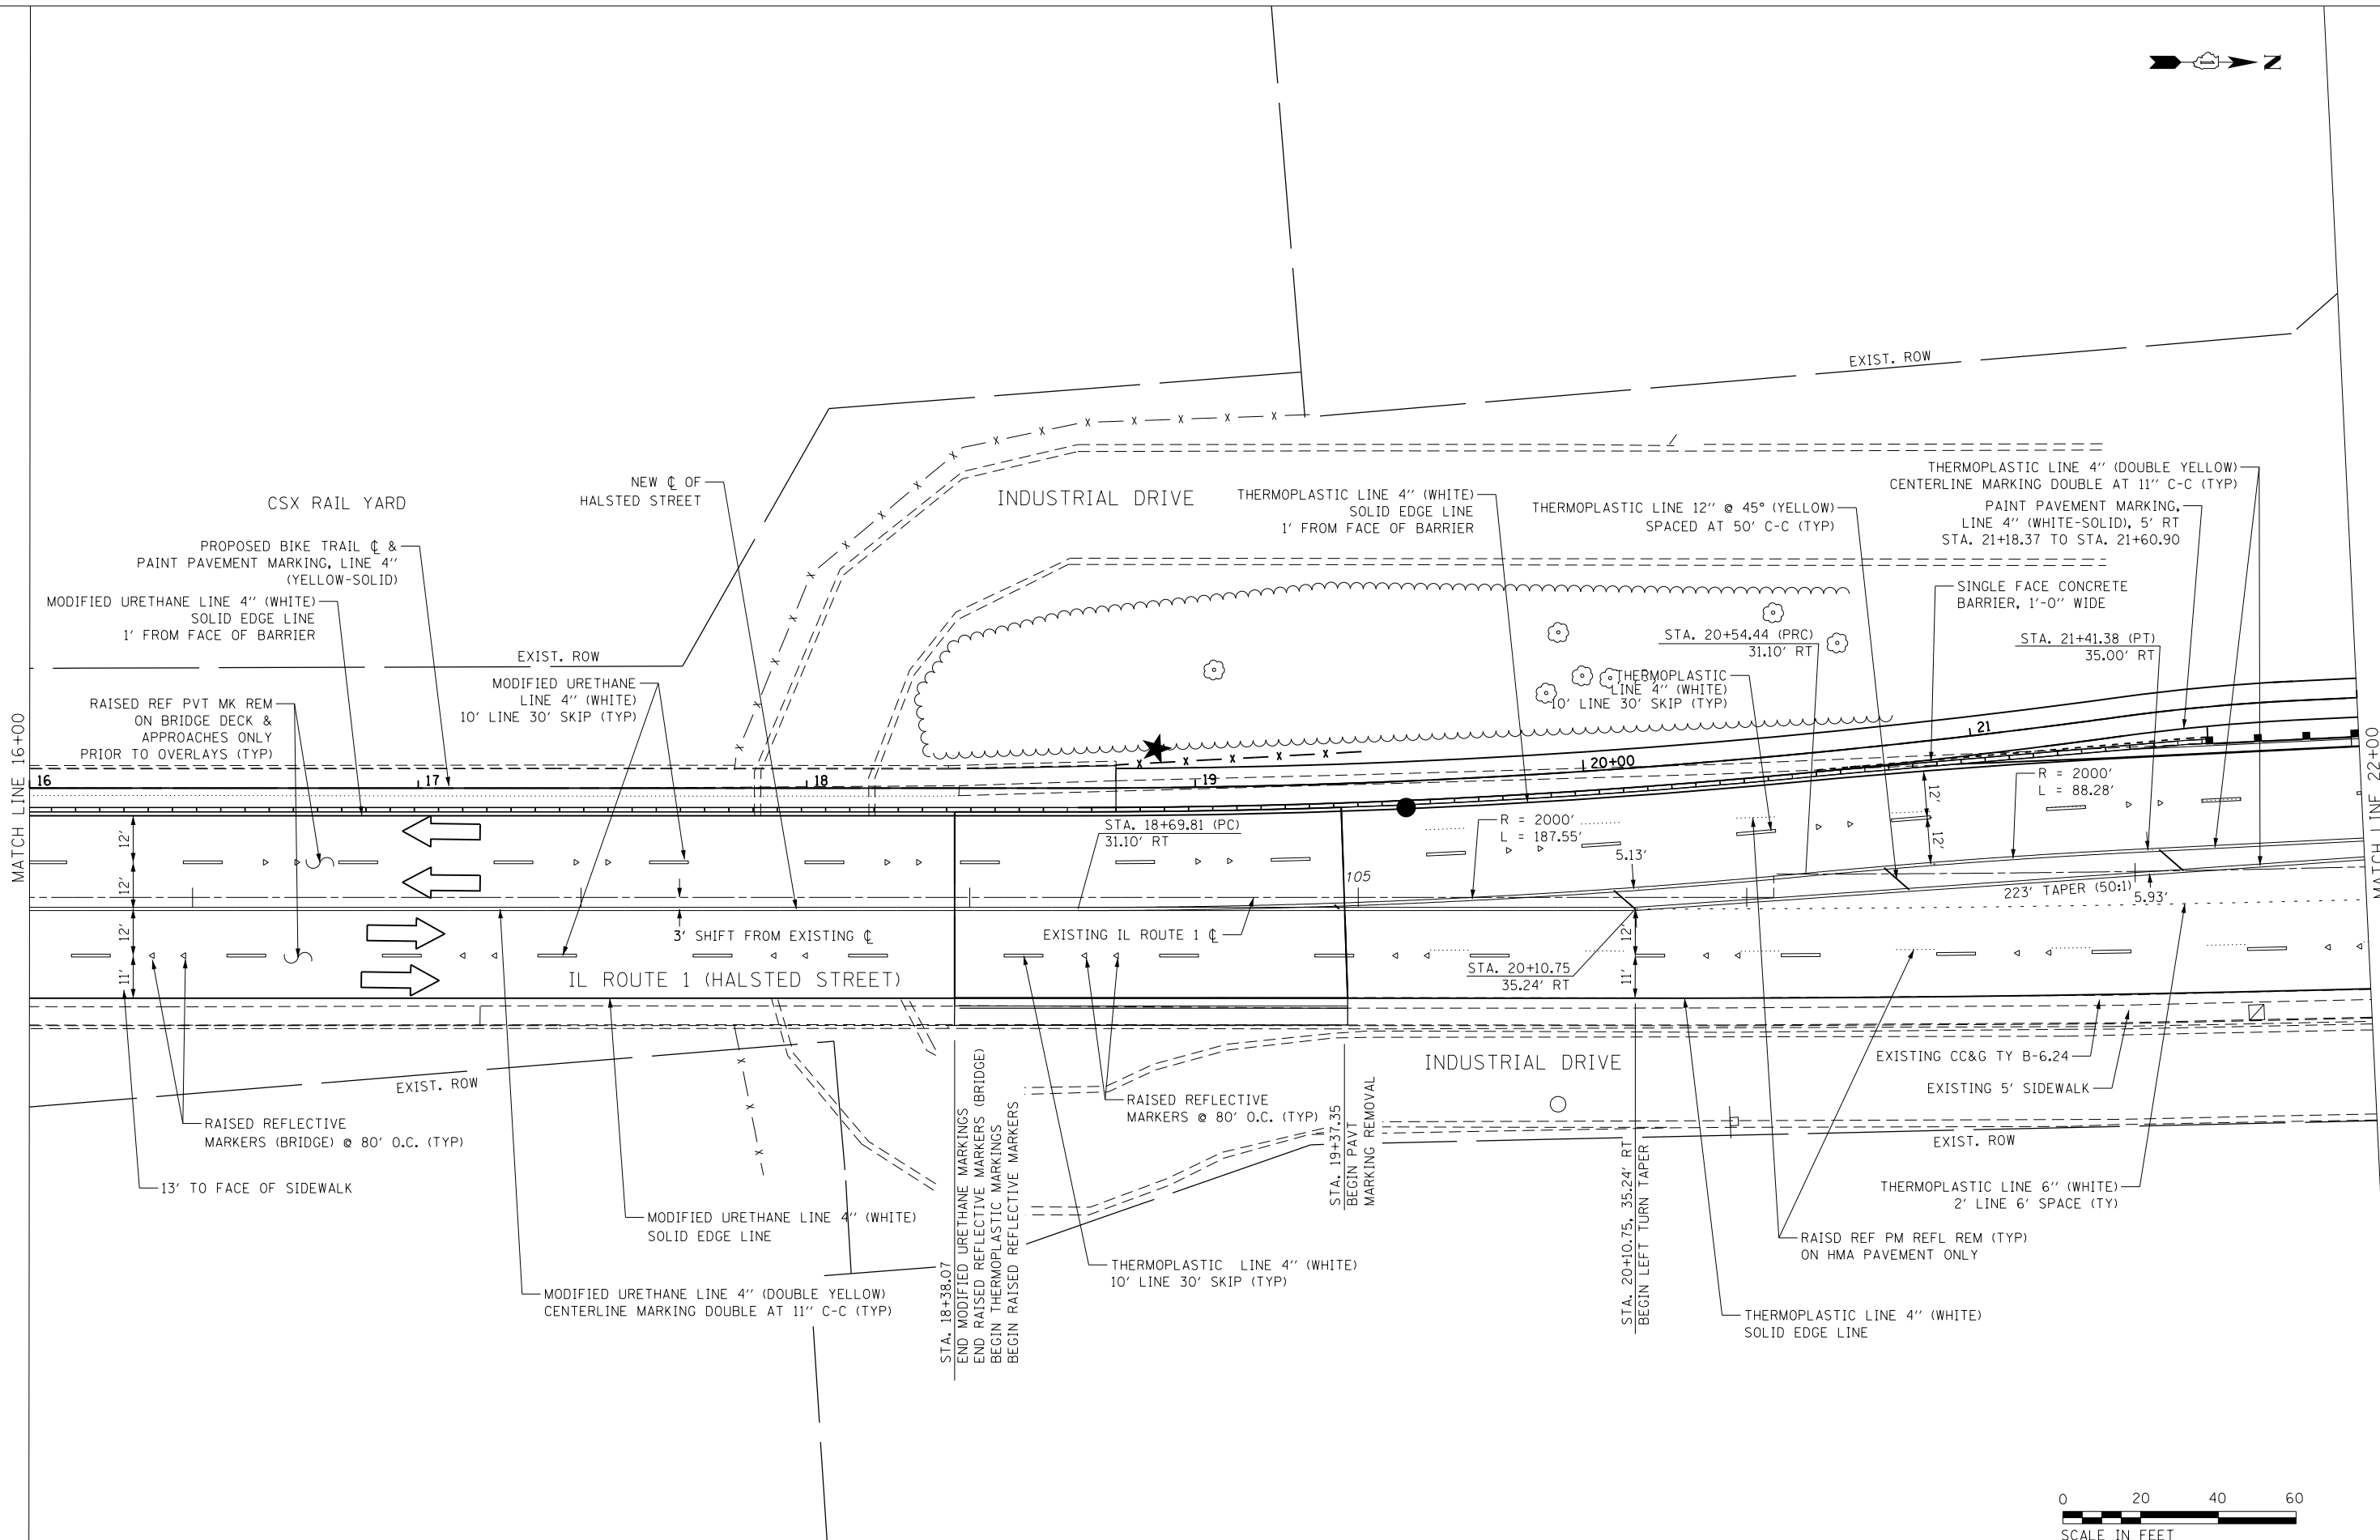 N
EXIST. ROW
CSX RAIL YARD
NEW ℄ OF
HALSTED STREET
INDUSTRIAL DRIVE
THERMOPLASTIC LINE 4'' (WHITE)
SOLID EDGE LINE
1' FROM FACE OF BARRIER
THERMOPLASTIC LINE 12'' @ 45° (YELLOW)
SPACED AT 50' C-C (TYP)
THERMOPLASTIC LINE 4'' (DOUBLE YELLOW)
CENTERLINE MARKING DOUBLE AT 11'' C-C (TYP)
PAINT PAVEMENT MARKING,
LINE 4'' (WHITE-SOLID), 5' RT
STA. 21+18.37 TO STA. 21+60.90
PROPOSED BIKE TRAIL ℄ &
PAINT PAVEMENT MARKING, LINE 4''
(YELLOW-SOLID)
MODIFIED URETHANE LINE 4'' (WHITE)
SOLID EDGE LINE
1' FROM FACE OF BARRIER
SINGLE FACE CONCRETE
BARRIER, 1'-0'' WIDE
STA. 20+54.44 (PRC)
31.10' RT
STA. 21+41.38 (PT)
35.00' RT
EXIST. ROW
MODIFIED URETHANE
LINE 4'' (WHITE)
10' LINE 30' SKIP (TYP)
THERMOPLASTIC
LINE 4'' (WHITE)
10' LINE 30' SKIP (TYP)
RAISED REF PVT MK REM
ON BRIDGE DECK &
APPROACHES ONLY
PRIOR TO OVERLAYS (TYP)
MATCH LINE 16+00
MATCH LINE 22+00
16
17
18
19
20+00
21
R = 2000'
L = 88.28'
12'
12'
12'
12'
12'
11'
STA. 18+69.81 (PC)
31.10' RT
R = 2000'
L = 187.55'
5.13'
105
223' TAPER (50:1)
5.93'
3' SHIFT FROM EXISTING ℄
EXISTING IL ROUTE 1 ℄
12'
11'
STA. 20+10.75
35.24' RT
IL ROUTE 1 (HALSTED STREET)
INDUSTRIAL DRIVE
EXISTING CC&G TY B-6.24
EXISTING 5' SIDEWALK
EXIST. ROW
EXIST. ROW
RAISED REFLECTIVE
MARKERS (BRIDGE) @ 80' O.C. (TYP)
RAISED REFLECTIVE
MARKERS @ 80' O.C. (TYP)
13' TO FACE OF SIDEWALK
MODIFIED URETHANE LINE 4'' (WHITE)
SOLID EDGE LINE
MODIFIED URETHANE LINE 4'' (DOUBLE YELLOW)
CENTERLINE MARKING DOUBLE AT 11'' C-C (TYP)
STA. 18+38.07
END MODIFIED URETHANE MARKINGS
END RAISED REFLECTIVE MARKERS (BRIDGE)
BEGIN THERMOPLASTIC MARKINGS
BEGIN RAISED REFLECTIVE MARKERS
THERMOPLASTIC LINE 4'' (WHITE)
10' LINE 30' SKIP (TYP)
STA. 19+37.35
BEGIN PAVT
MARKING REMOVAL
STA. 20+10.75, 35.24' RT
BEGIN LEFT TURN TAPER
THERMOPLASTIC LINE 6'' (WHITE)
2' LINE 6' SPACE (TY)
RAISD REF PM REFL REM (TYP)
ON HMA PAVEMENT ONLY
THERMOPLASTIC LINE 4'' (WHITE)
SOLID EDGE LINE
0 20 40 60
SCALE IN FEET